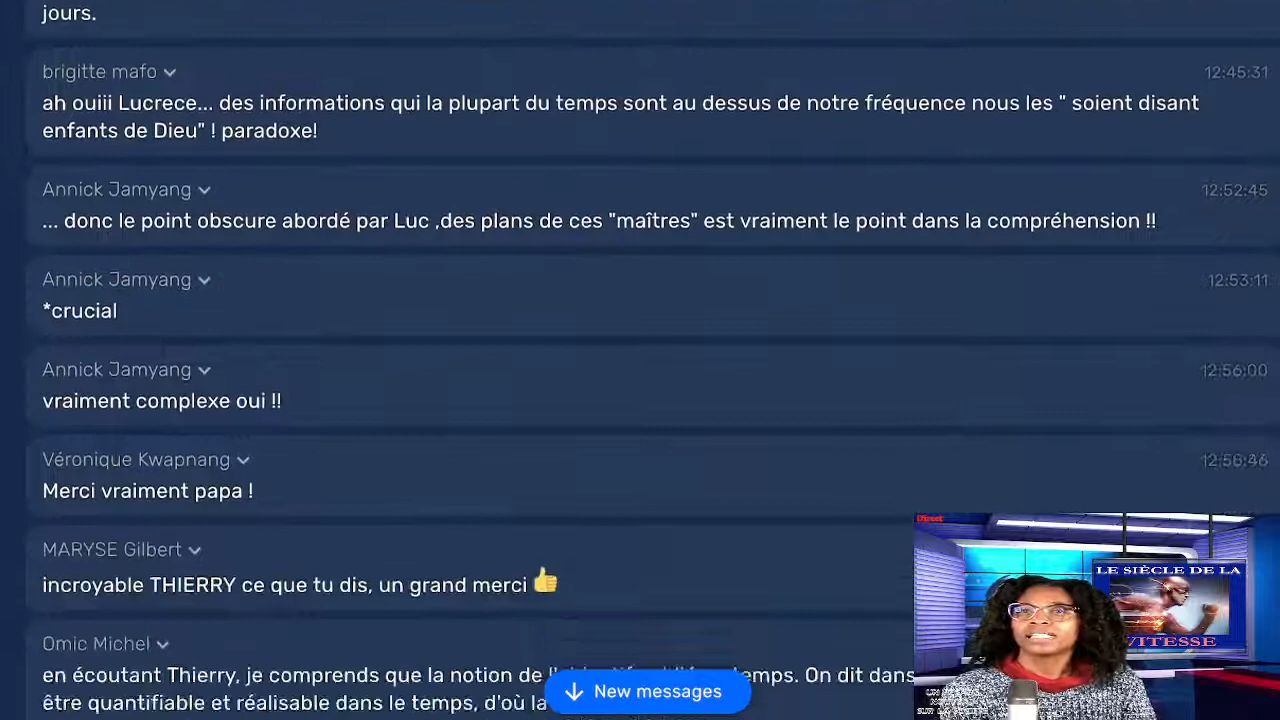 jours.
brigitte mafo
12:45:31
ah ouiii Lucrece... des informations qui la plupart du temps sont au dessus de notre fréquence nous les " soient disant
enfants de Dieu" ! paradoxe!
Annick Jamyang
12:52:45
... donc le point obscure abordé par Luc ,des plans de ces "maîtres" est vraiment le point dans la compréhension !!
Annick Jamyang
12:53:11
*crucial
Annick Jamyang
12:56:00
vraiment complexe oui !!
Véronique Kwapnang
12:58:46
Merci vraiment papa !
MARYSE Gilbert
incroyable THIERRY ce que tu dis, un grand merci 👍
Omic Michel
en écoutant Thierry, je comprends que la notion de temps. On dit dans
être quantifiable et réalisable dans le temps, d'où la
New messages
Direct
LE SIÈCLE DE LA
VITESSE